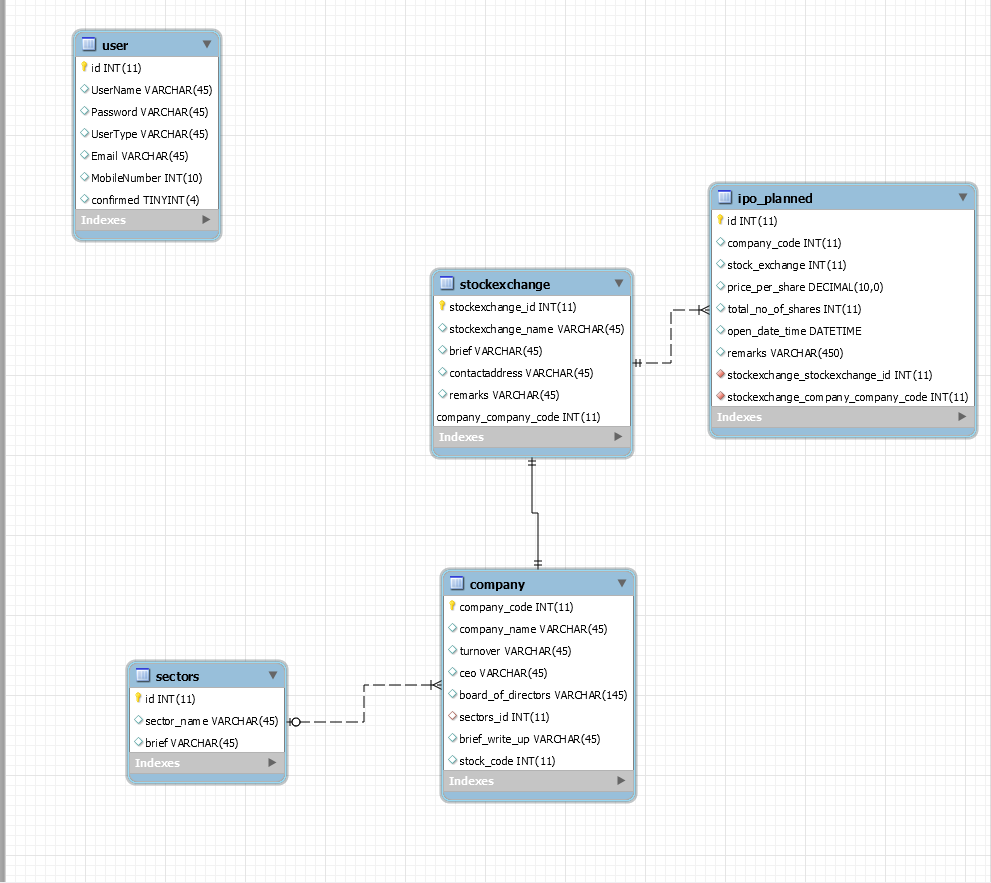 user
id INT(11)
UserName VARCHAR(45)
Password VARCHAR(45)
UserType VARCHAR(45)
Email VARCHAR(45)
MobileNumber INT(10)
confirmed TINYINT(4)
Indexes
ipo_planned
id INT(11)
company_code INT(11)
stock_exchange INT(11)
price_per_share DECIMAL(10,0)
total_no_of_shares INT(11)
open_date_time DATETIME
remarks VARCHAR(450)
stockexchange_stockexchange_id INT(11)
stockexchange_company_company_code INT(11)
Indexes
stockexchange
stockexchange_id INT(11)
stockexchange_name VARCHAR(45)
brief VARCHAR(45)
contactaddress VARCHAR(45)
remarks VARCHAR(45)
company_company_code INT(11)
Indexes
company
company_code INT(11)
company_name VARCHAR(45)
turnover VARCHAR(45)
ceo VARCHAR(45)
board_of_directors VARCHAR(145)
sectors_id INT(11)
brief_write_up VARCHAR(45)
stock_code INT(11)
Indexes
sectors
id INT(11)
sector_name VARCHAR(45)
brief VARCHAR(45)
Indexes